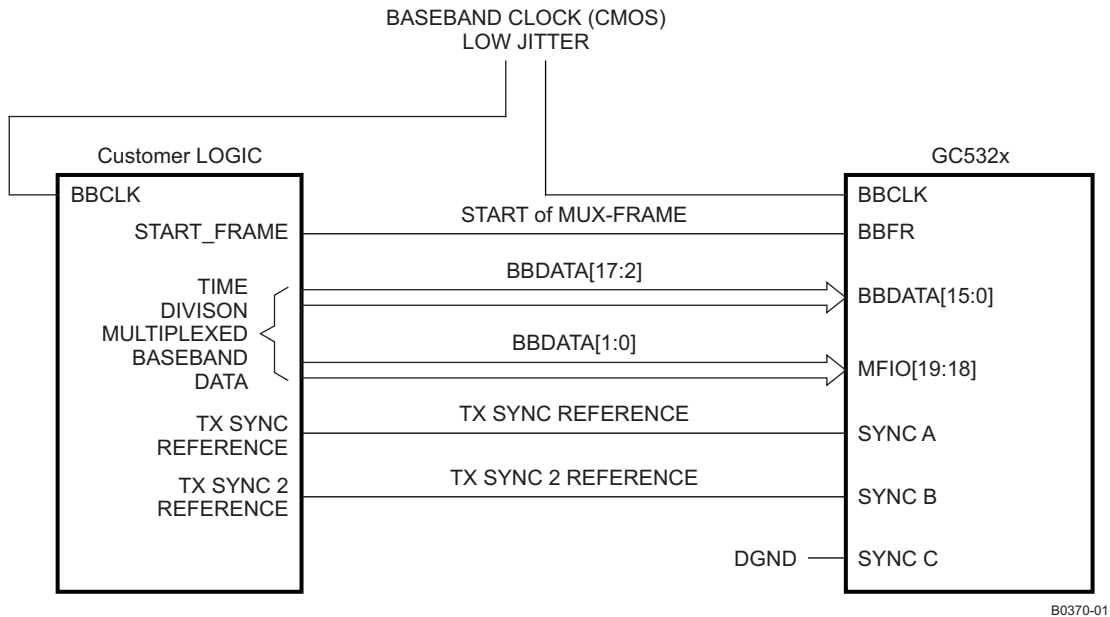 BASEBAND CLOCK (CMOS)
LOW JITTER
Customer LOGIC
GC532x
BBCLK
BBCLK
START_FRAME
START of MUX-FRAME
BBFR
TIME
DIVISON
MULTIPLEXED
BASEBAND
DATA
BBDATA[17:2]
BBDATA[15:0]
BBDATA[1:0]
MFIO[19:18]
TX SYNC
REFERENCE
TX SYNC REFERENCE
SYNC A
TX SYNC 2
REFERENCE
TX SYNC 2 REFERENCE
SYNC B
DGND
SYNC C
B0370-01